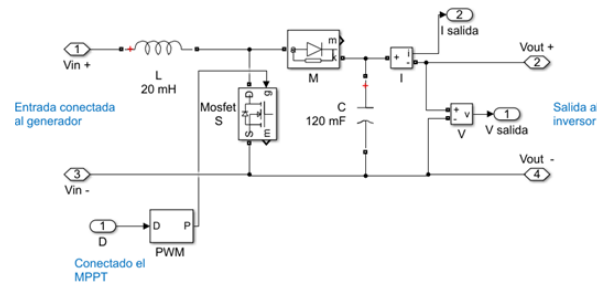 2
I salida
m
1
Vin +
a
k
+
i
-
Vout +
2
M
I
L
20 mH
Entrada conectada
al generador
Mosfet
S
D
g
S
m
C
120 mF
+
-
v
1
V
V salida
Salida al
inversor
3
Vin -
Vout -
4
1
D
D
P
PWM
Conectado el
MPPT